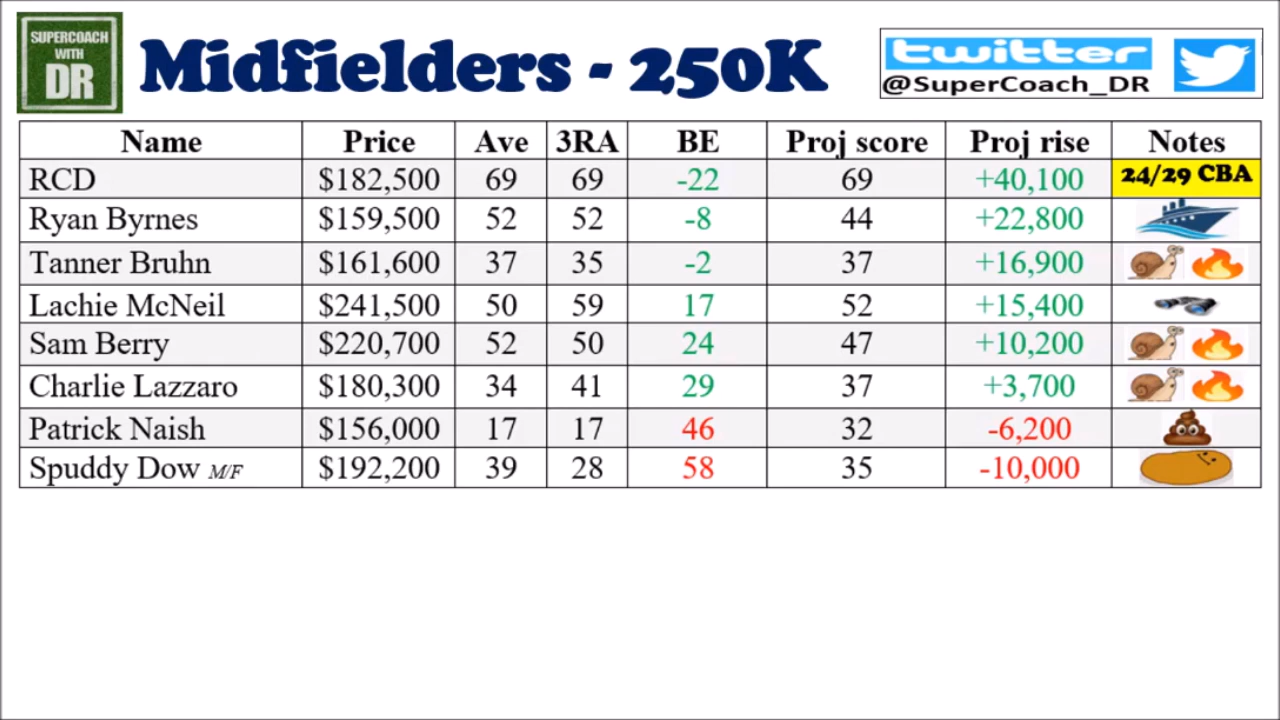 SUPERCOACH
WITH
DR
Midfielders - 250K
twitter
@SuperCoach_DR
Name Price Ave 3RA BE Proj score Proj rise Notes
RCD $182,500 69 69 -22 69 +40,100 24/29 CBA
Ryan Byrnes $159,500 52 52 -8 44 +22,800
Tanner Bruhn $161,600 37 35 -2 37 +16,900
Lachie McNeil $241,500 50 59 17 52 +15,400
Sam Berry $220,700 52 50 24 47 +10,200
Charlie Lazzaro $180,300 34 41 29 37 +3,700
Patrick Naish $156,000 17 17 46 32 -6,200
Spuddy Dow M/F $192,200 39 28 58 35 -10,000